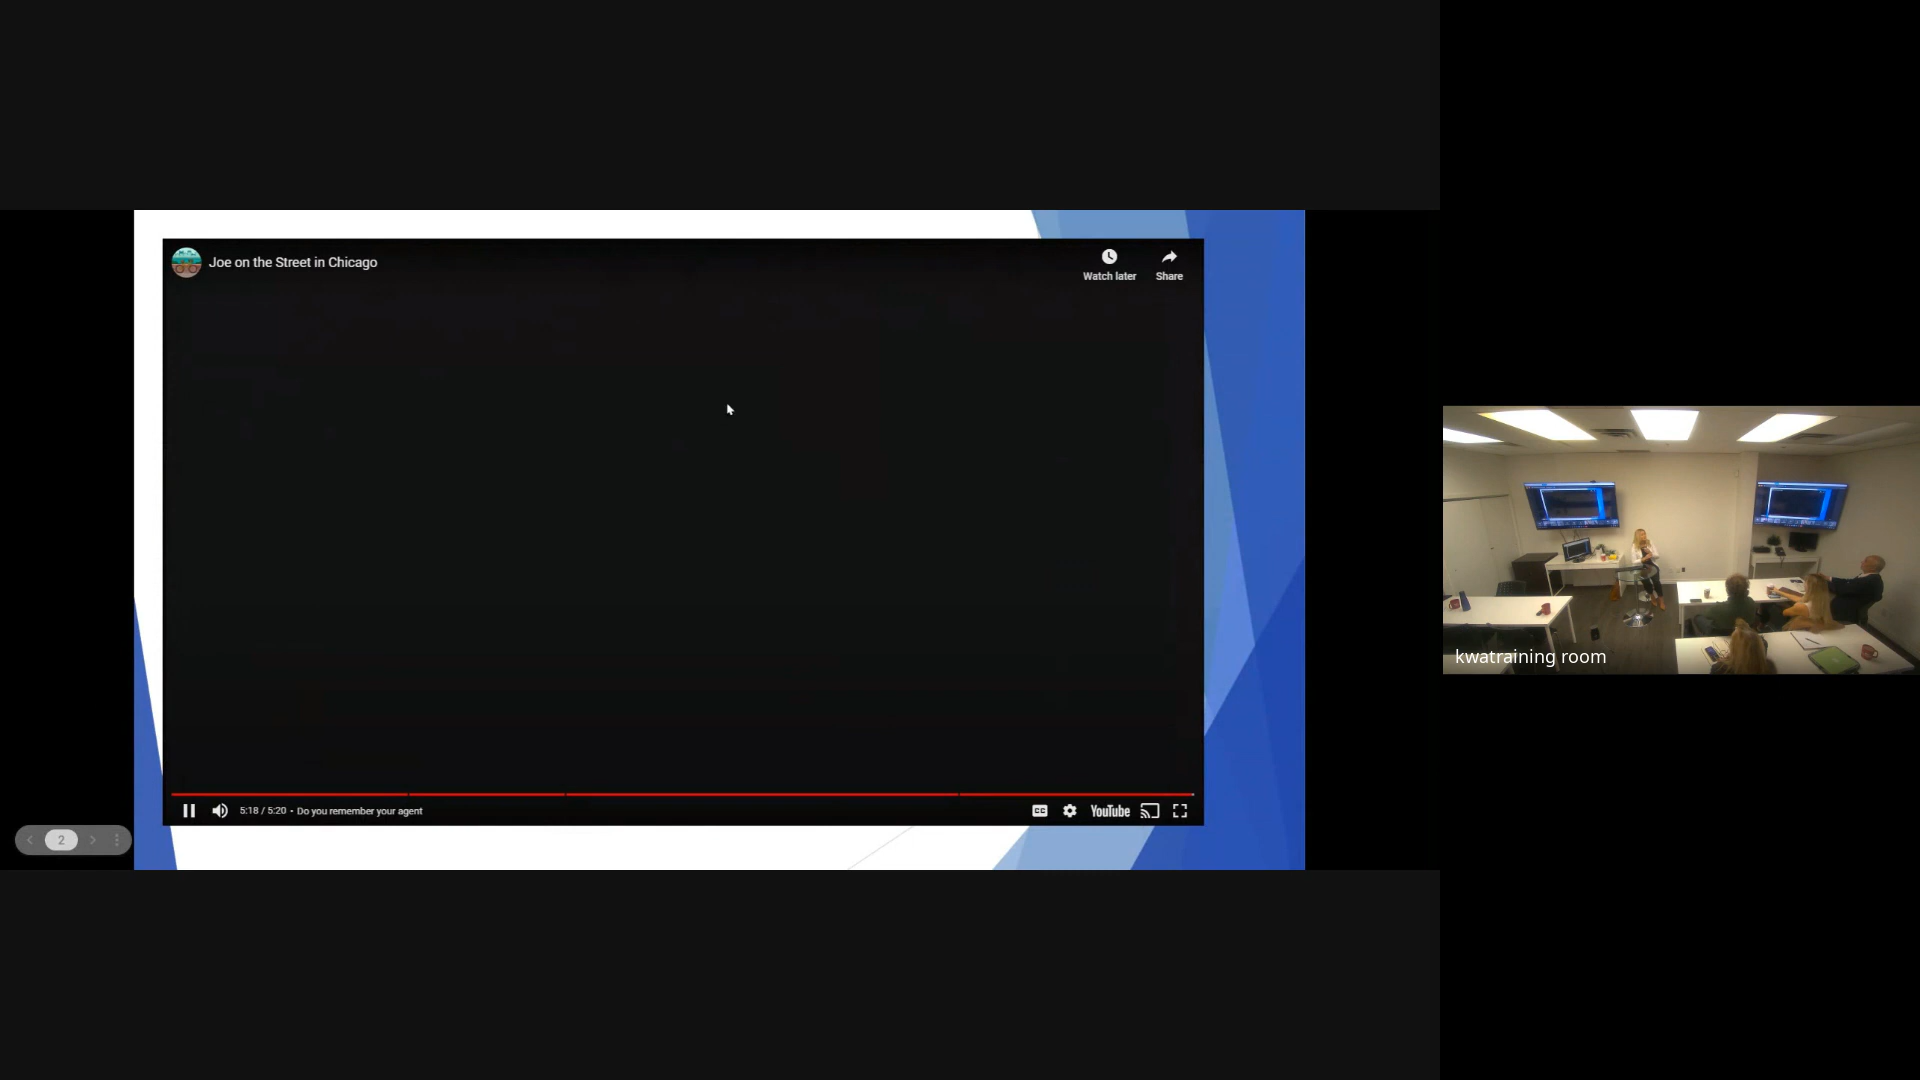 Joe on the Street in Chicago
Watch later
Share
5:18 / 5:20 • Do you remember your agent
CC
YouTube
2
kwatraining room